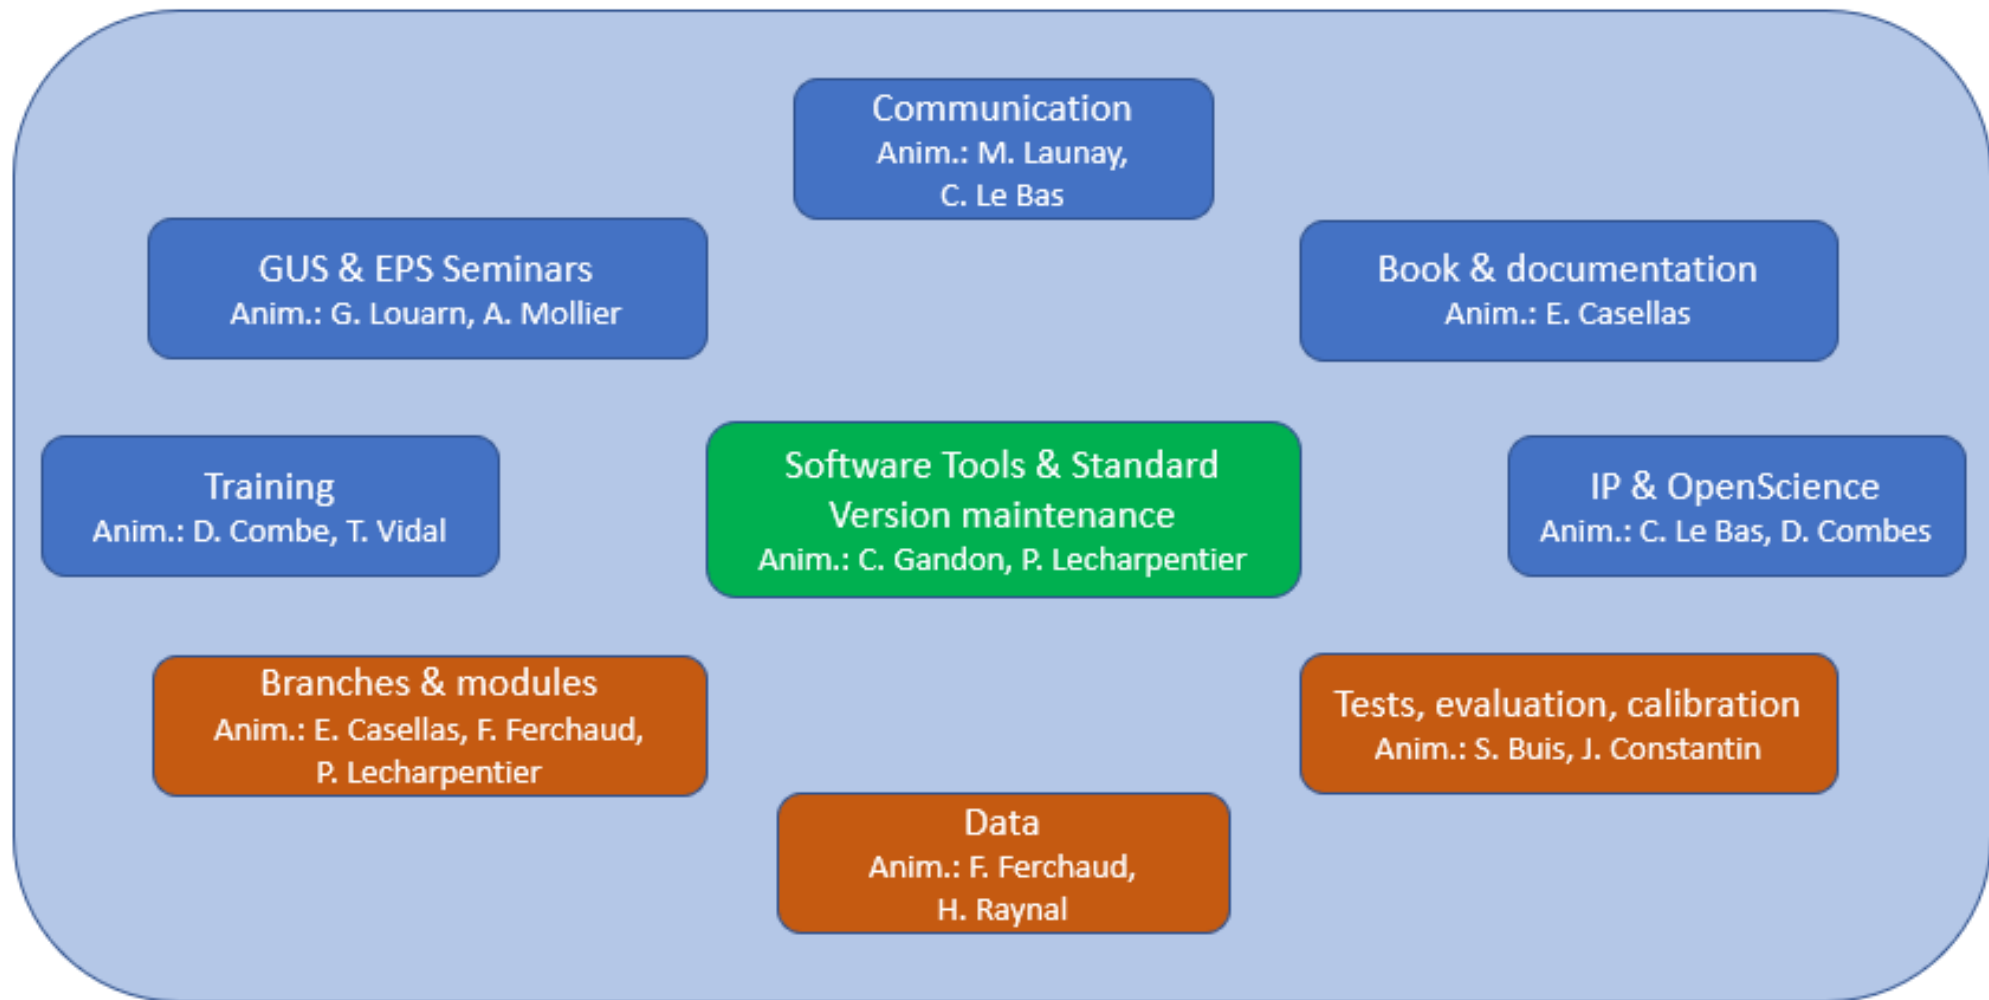 Communication
Anim.: M. Launay,
C. Le Bas
GUS & EPS Seminars
Anim.: G. Louarn, A. Mollier
Book & documentation
Anim.: E. Casellas
Training
Anim.: D. Combe, T. Vidal
Software Tools & Standard
Version maintenance
Anim.: C. Gandon, P. Lecharpentier
IP & OpenScience
Anim.: C. Le Bas, D. Combes
Branches & modules
Anim.: E. Casellas, F. Ferchaud,
P. Lecharpentier
Tests, evaluation, calibration
Anim.: S. Buis, J. Constantin
Data
Anim.: F. Ferchaud,
H. Raynal